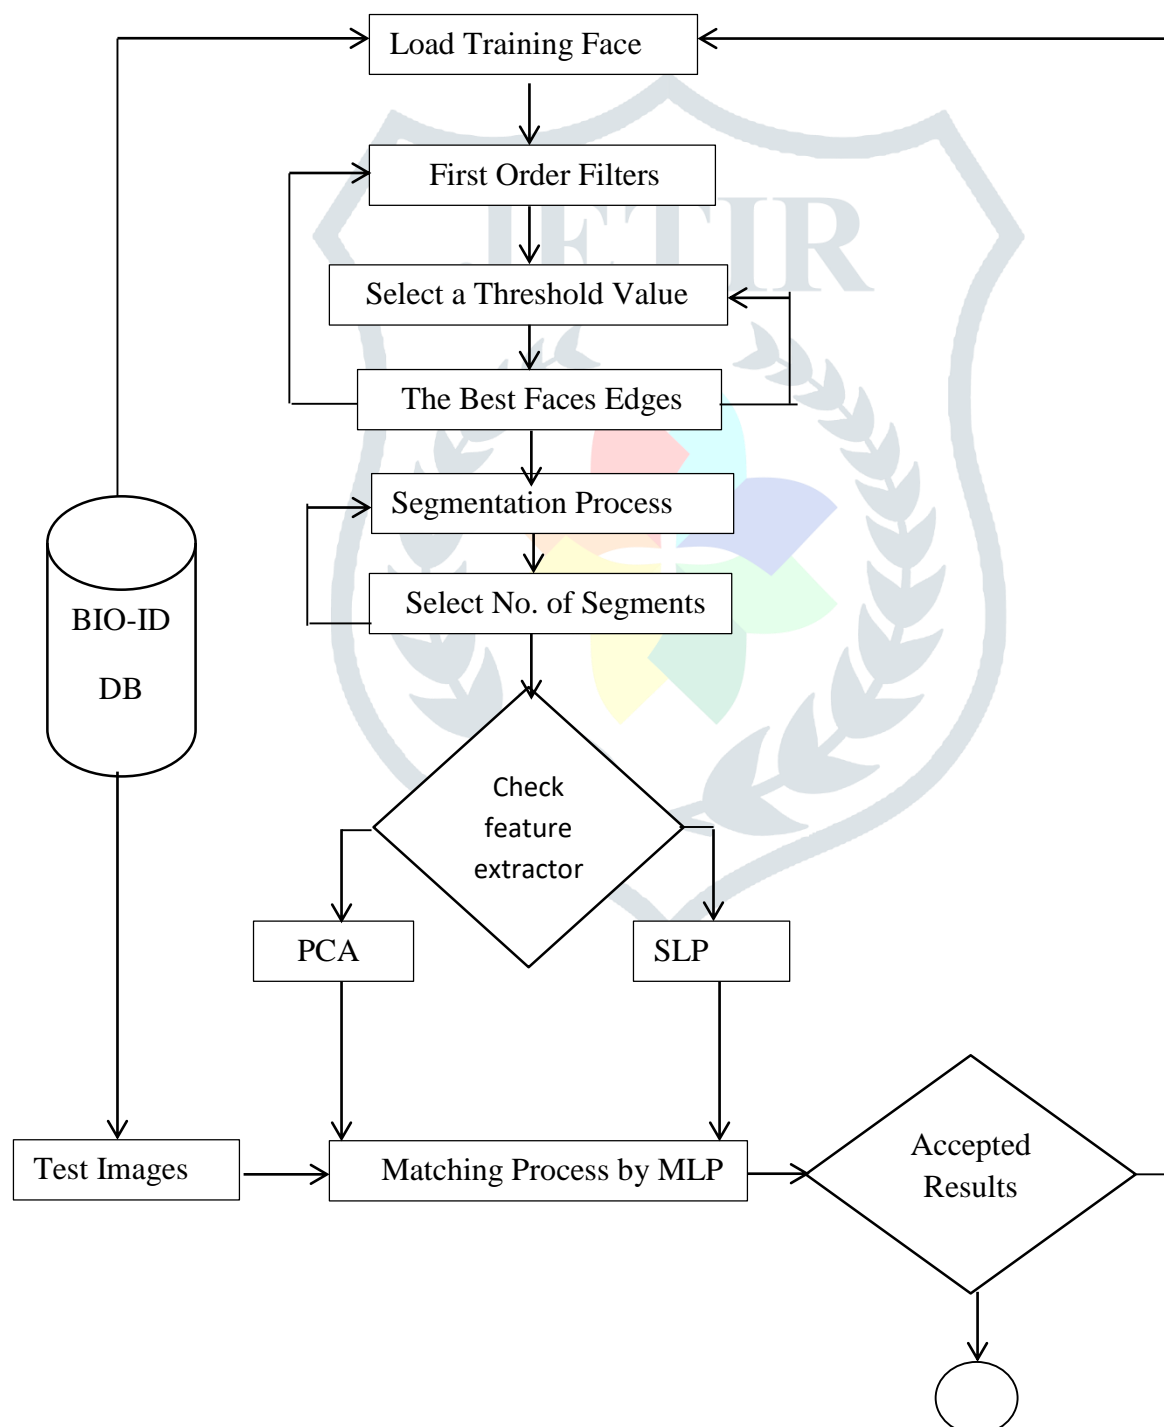 Load Training Face
First Order Filters
JETIR
Select a Threshold Value
The Best Faces Edges
Segmentation Process
Select No. of Segments
BIO-ID
DB
Check
feature
extractor
PCA
SLP
Test Images
Matching Process by MLP
Accepted
Results